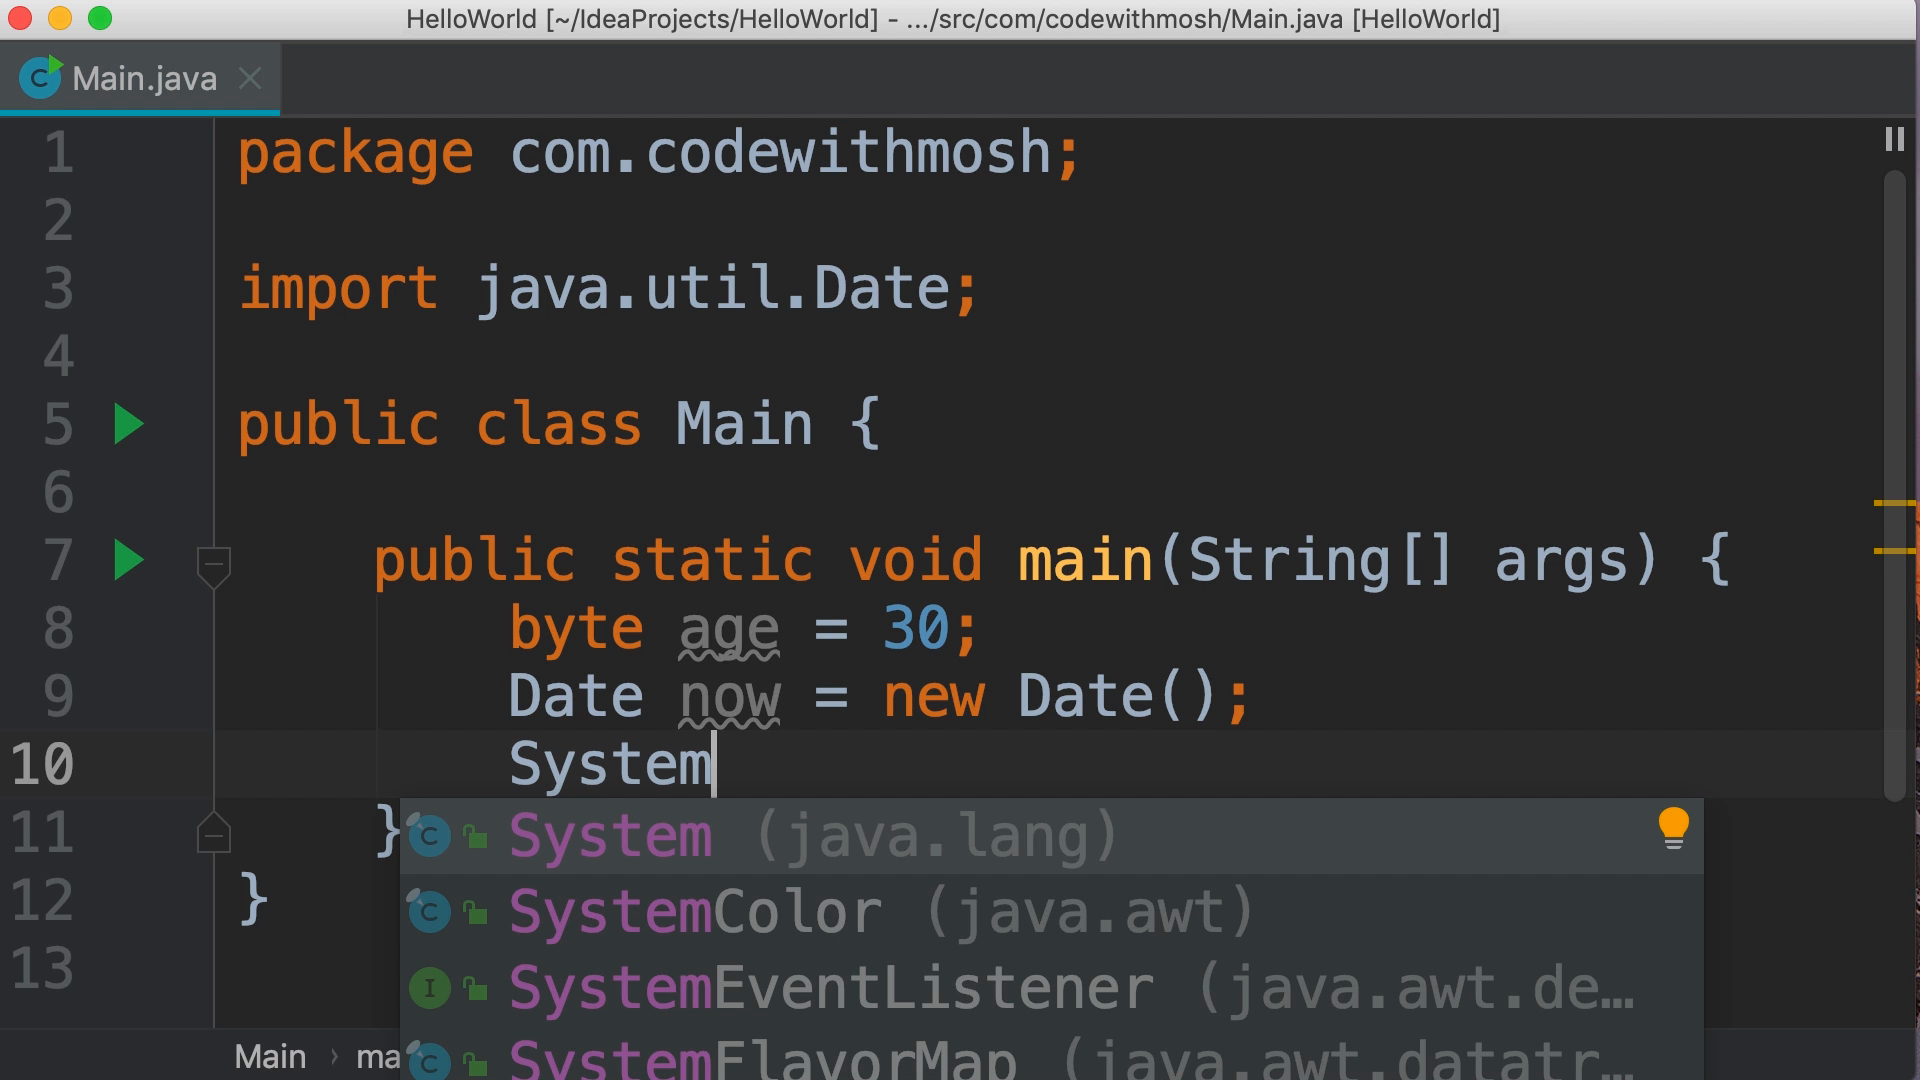 HelloWorld [~/IdeaProjects/HelloWorld] - .../src/com/codewithmosh/Main.java [HelloWorld]
C Main.java
1 package com.codewithmosh;
2
3 import java.util.Date;
4
5 public class Main {
6
7 public static void main(String[] args) {
8 byte age = 30;
9 Date now = new Date();
10 System
11 }
12 }
13
C System (java.lang)
C SystemColor (java.awt)
I SystemEventListener (java.awt.de…
C SystemFlavorMap (java.awt.datatr…
Main › ma